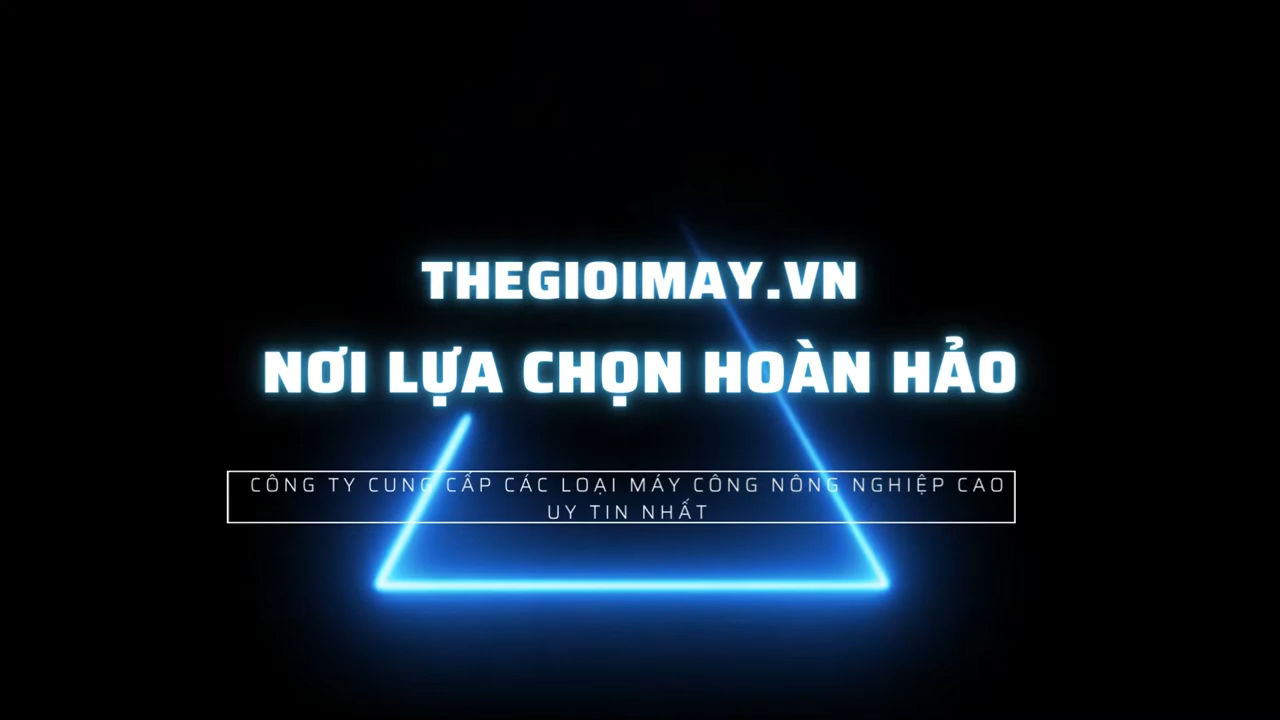 THEGIOIMAY.VN
NƠI LỰA CHỌN HOÀN HẢO
CÔNG TY CUNG CẤP CÁC LOẠI MÁY CÔNG NÔNG NGHIỆP CAO
UY TIN NHẤT